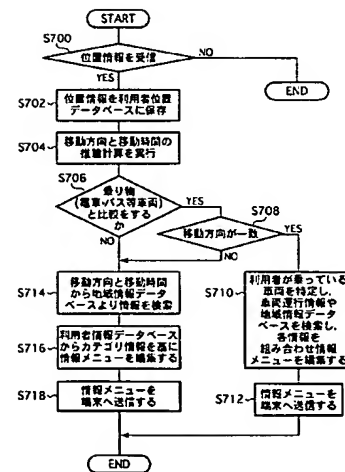 START
S700
位置情報を受信
NO
YES
END
S702
位置情報を利用者位置
データベースに保存
S704
移動方向と移動時間の
推論計算を実行
S706
乗り物
(電車・バス等車両)
と比較をする
か
YES
NO
S708
移動方向が一致
YES
NO
S710
利用者が乗っている
車両を特定し、
車両運行情報や
地域情報データ
ベースを検索し、
各情報を
組み合わせ情報
メニューを編集する
S714
移動方向と移動時間
から地域情報データ
ベースより情報を検索
S716
利用者情報データベース
からカテゴリ情報を基に
情報メニューを編集する
S718
情報メニューを
端末へ送信する
S712
情報メニューを
端末へ送信する
END